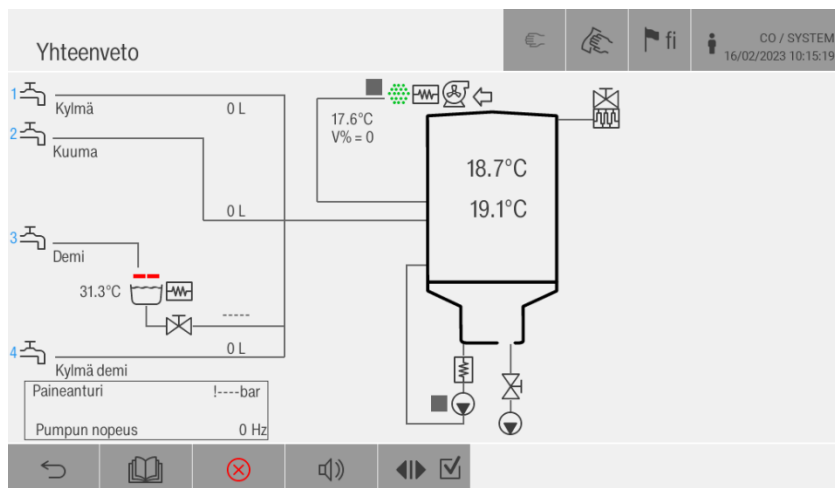 Yhteenveto
fi
CO / SYSTEM
16/02/2023 10:15:19
1
Kylmä
0 L
17.6°C
V% = 0
2
Kuuma
18.7°C
19.1°C
0 L
3
Demi
31.3°C
-----
4
0 L
Kylmä demi
Paineanturi !----bar
Pumpun nopeus 0 Hz